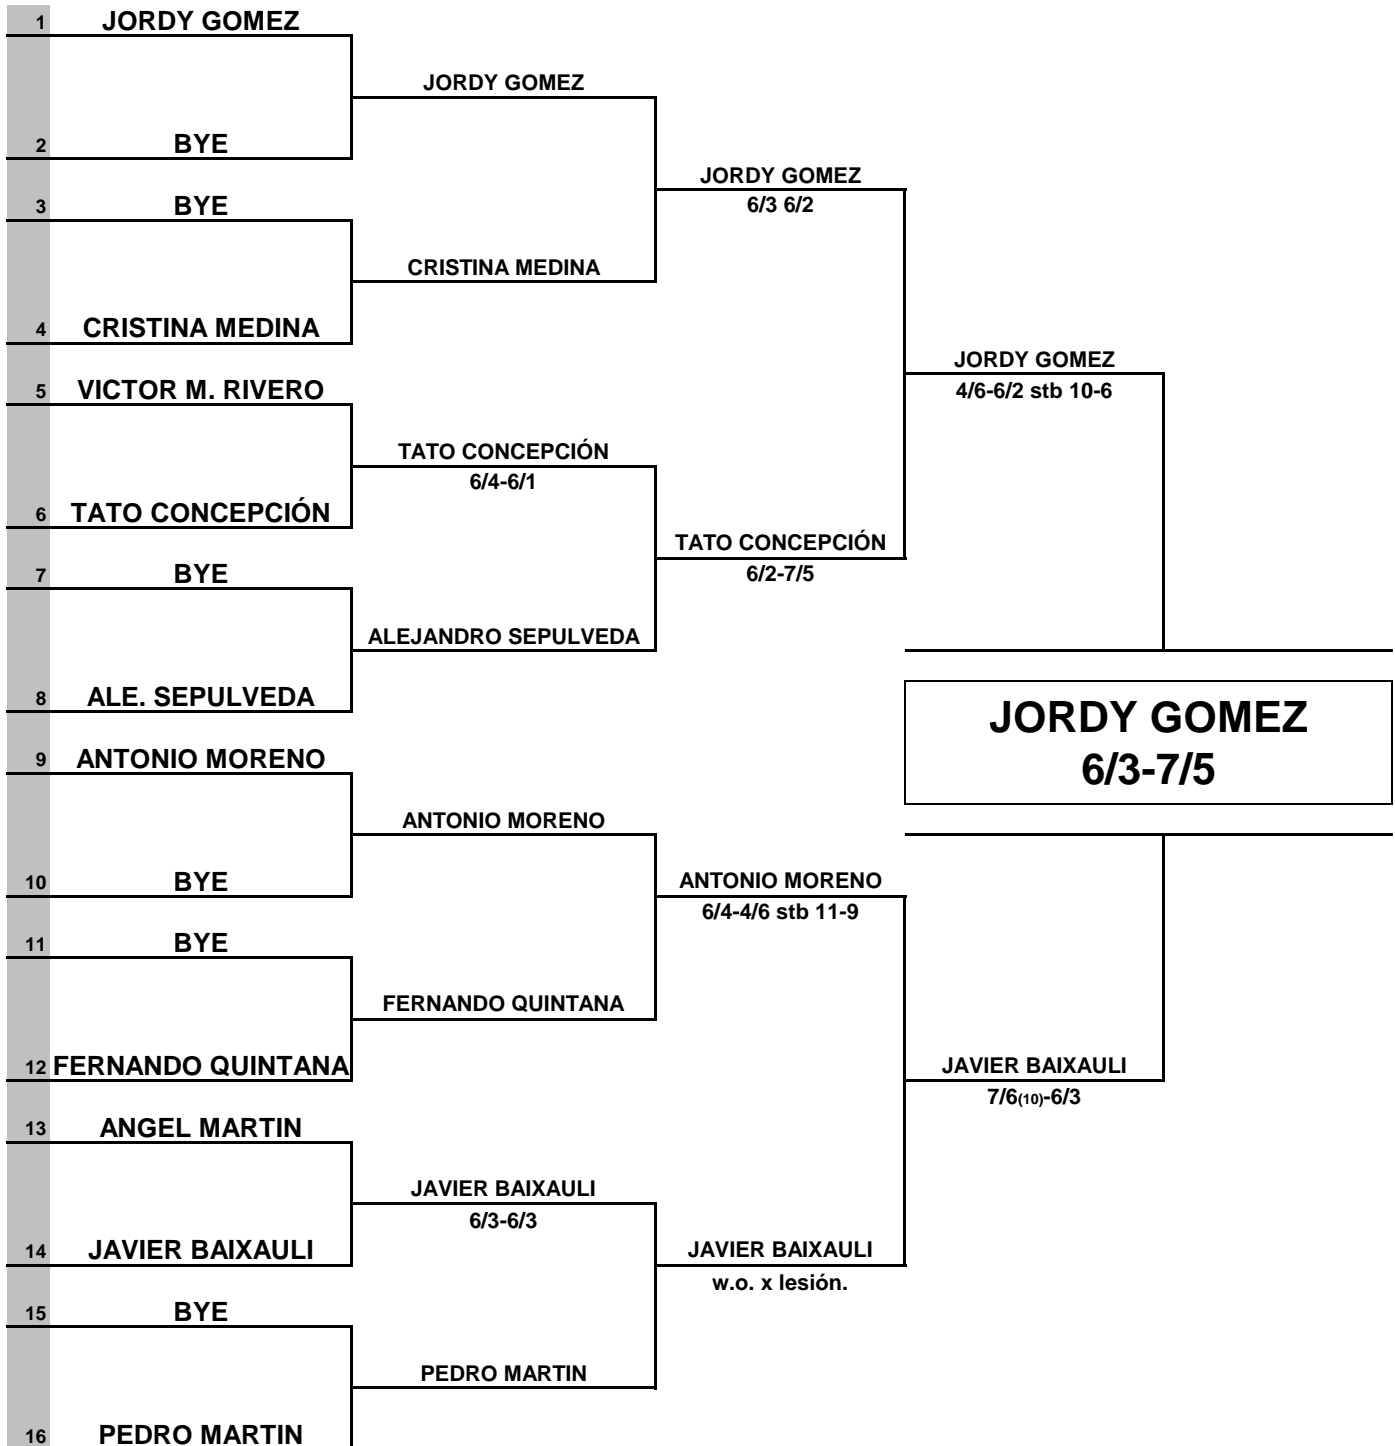 1 JORDY GOMEZ
JORDY GOMEZ
2 BYE
JORDY GOMEZ
6/3 6/2
3 BYE
CRISTINA MEDINA
4 CRISTINA MEDINA
JORDY GOMEZ
4/6-6/2 stb 10-6
5 VICTOR M. RIVERO
TATO CONCEPCIÓN
6/4-6/1
6 TATO CONCEPCIÓN
TATO CONCEPCIÓN
6/2-7/5
7 BYE
ALEJANDRO SEPULVEDA
8 ALE. SEPULVEDA
JORDY GOMEZ
6/3-7/5
9 ANTONIO MORENO
ANTONIO MORENO
10 BYE
ANTONIO MORENO
6/4-4/6 stb 11-9
11 BYE
FERNANDO QUINTANA
12 FERNANDO QUINTANA
JAVIER BAIXAULI
7/6(10)-6/3
13 ANGEL MARTIN
JAVIER BAIXAULI
6/3-6/3
14 JAVIER BAIXAULI
JAVIER BAIXAULI
w.o. x lesión.
15 BYE
PEDRO MARTIN
16 PEDRO MARTIN